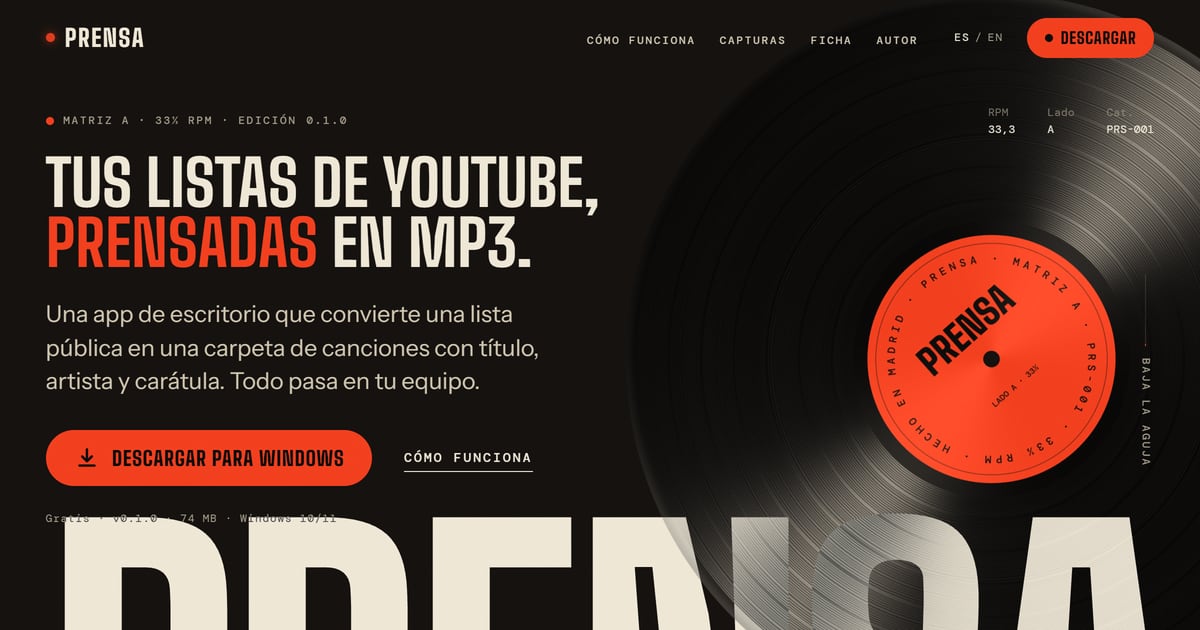 PRENSA
CÓMO FUNCIONA CAPTURAS FICHA AUTOR ES / EN DESCARGAR
MATRIZ A · 33⅓ RPM · EDICIÓN 0.1.0
RPM Lado Cat.
33,3 A PRS-001
TUS LISTAS DE YOUTUBE,
PRENSADAS EN MP3.
Una app de escritorio que convierte una lista
pública en una carpeta de canciones con título,
artista y carátula. Todo pasa en tu equipo.
DESCARGAR PARA WINDOWS
CÓMO FUNCIONA
Gratis · v0.1.0 · 74 MB · Windows 10/11
PRENSA · MATRIZ A · PRS-001 · 33⅓ RPM · HECHO EN MADRID ·
PRENSA
LADO A · 33⅓
BAJA LA AGUJA
PRENSA